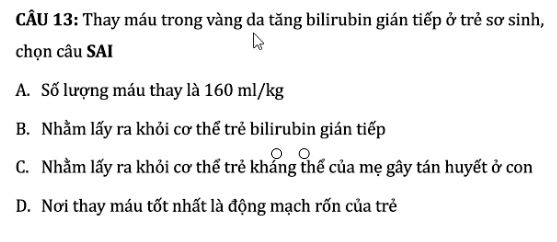 CÂU 13: Thay máu trong vàng da tăng bilirubin gián tiếp ở trẻ sơ sinh,
chọn câu SAI
A. Số lượng máu thay là 160 ml/kg
B. Nhằm lấy ra khỏi cơ thể trẻ bilirubin gián tiếp
C. Nhằm lấy ra khỏi cơ thể trẻ kháng thể của mẹ gây tán huyết ở con
D. Nơi thay máu tốt nhất là động mạch rốn của trẻ